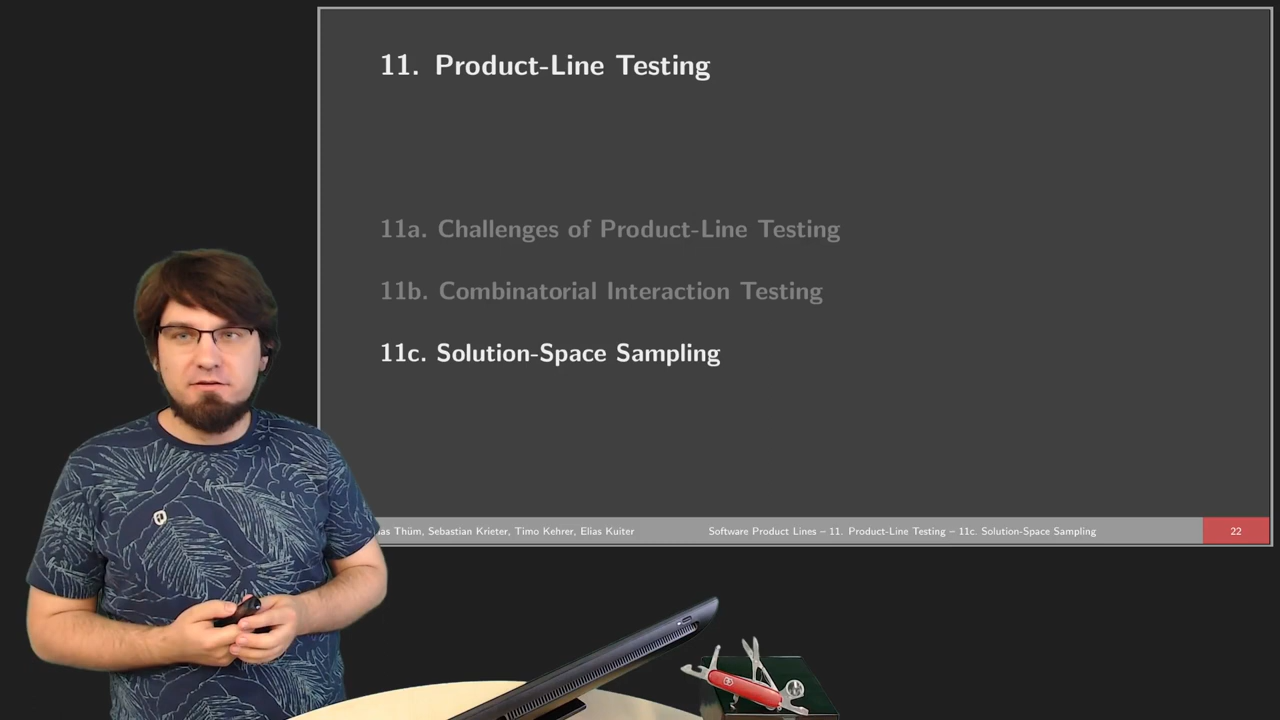 11. Product-Line Testing
11a. Challenges of Product-Line Testing
11b. Combinatorial Interaction Testing
11c. Solution-Space Sampling
Thüm, Sebastian Krieter, Timo Kehrer, Elias Kuiter
Software Product Lines – 11. Product-Line Testing – 11c. Solution-Space Sampling
22